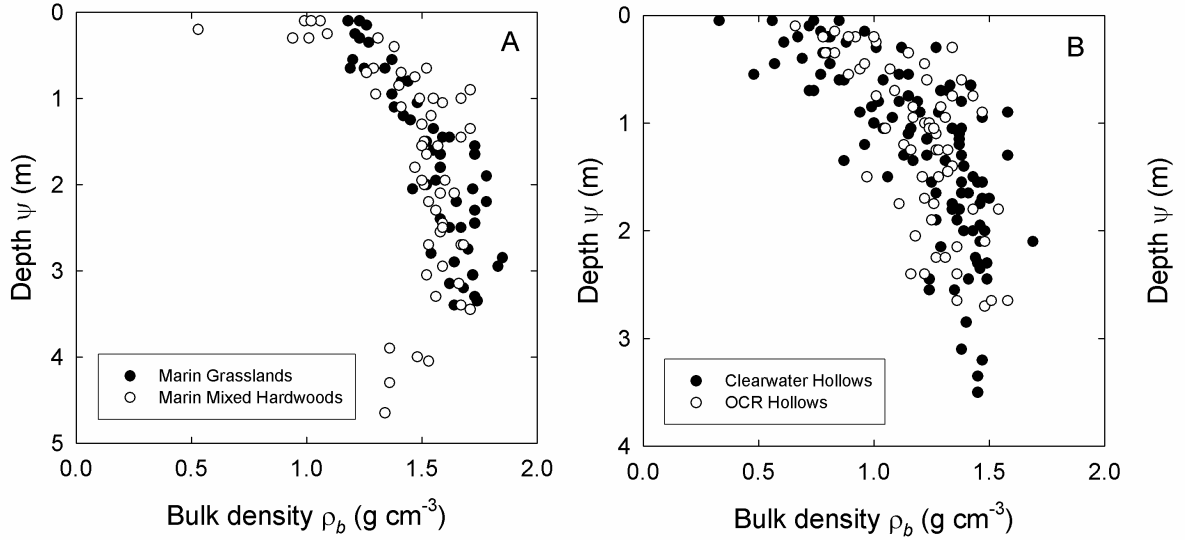 A
0
1
2
3
4
5
Depth ψ (m)
Marin Grasslands
Marin Mixed Hardwoods
0.0 0.5 1.0 1.5 2.0
Bulk density ρb (g cm-3)
B
0
1
2
3
4
Depth ψ (m)
Clearwater Hollows
OCR Hollows
0.0 0.5 1.0 1.5 2.0
Bulk density ρb (g cm-3)
Depth ψ (m)